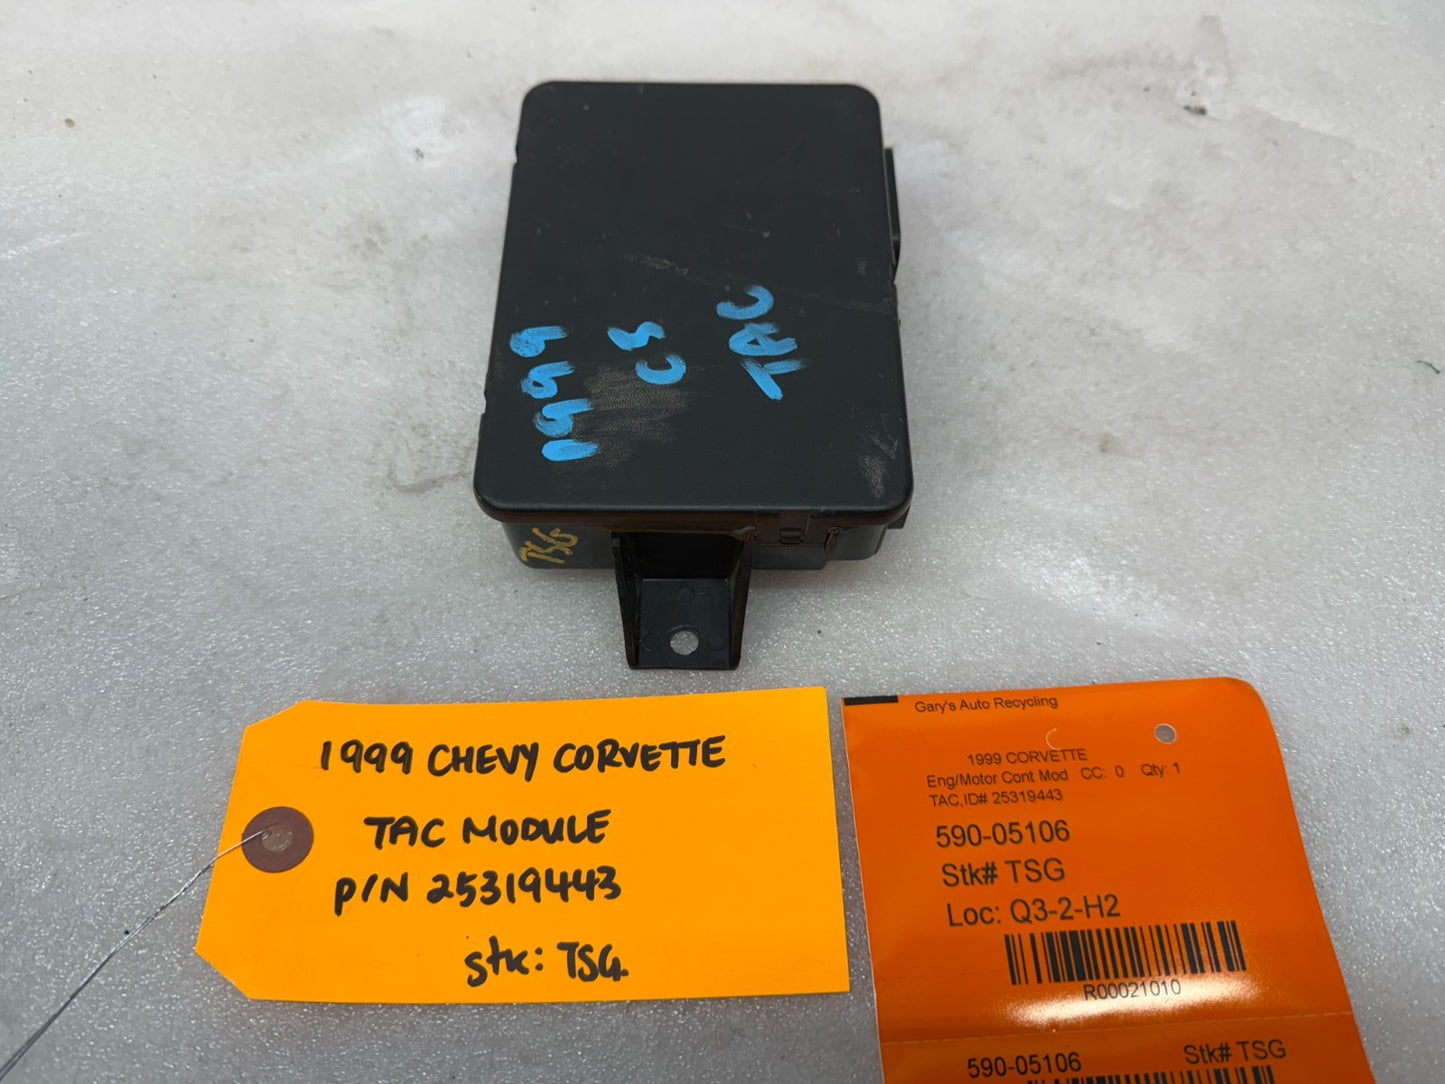 1999
C5
TAC
TSG
1999 CHEVY CORVETTE
TAC MODULE
P/N 25319443
Stk: TSG.
Gary's Auto Recycling
1999 CORVETTE
Eng/Motor Cont Mod CC: 0 Qty: 1
TAC,ID# 25319443
590-05106
Stk# TSG
Loc: Q3-2-H2
R00021010
590-05106 Stk# TSG